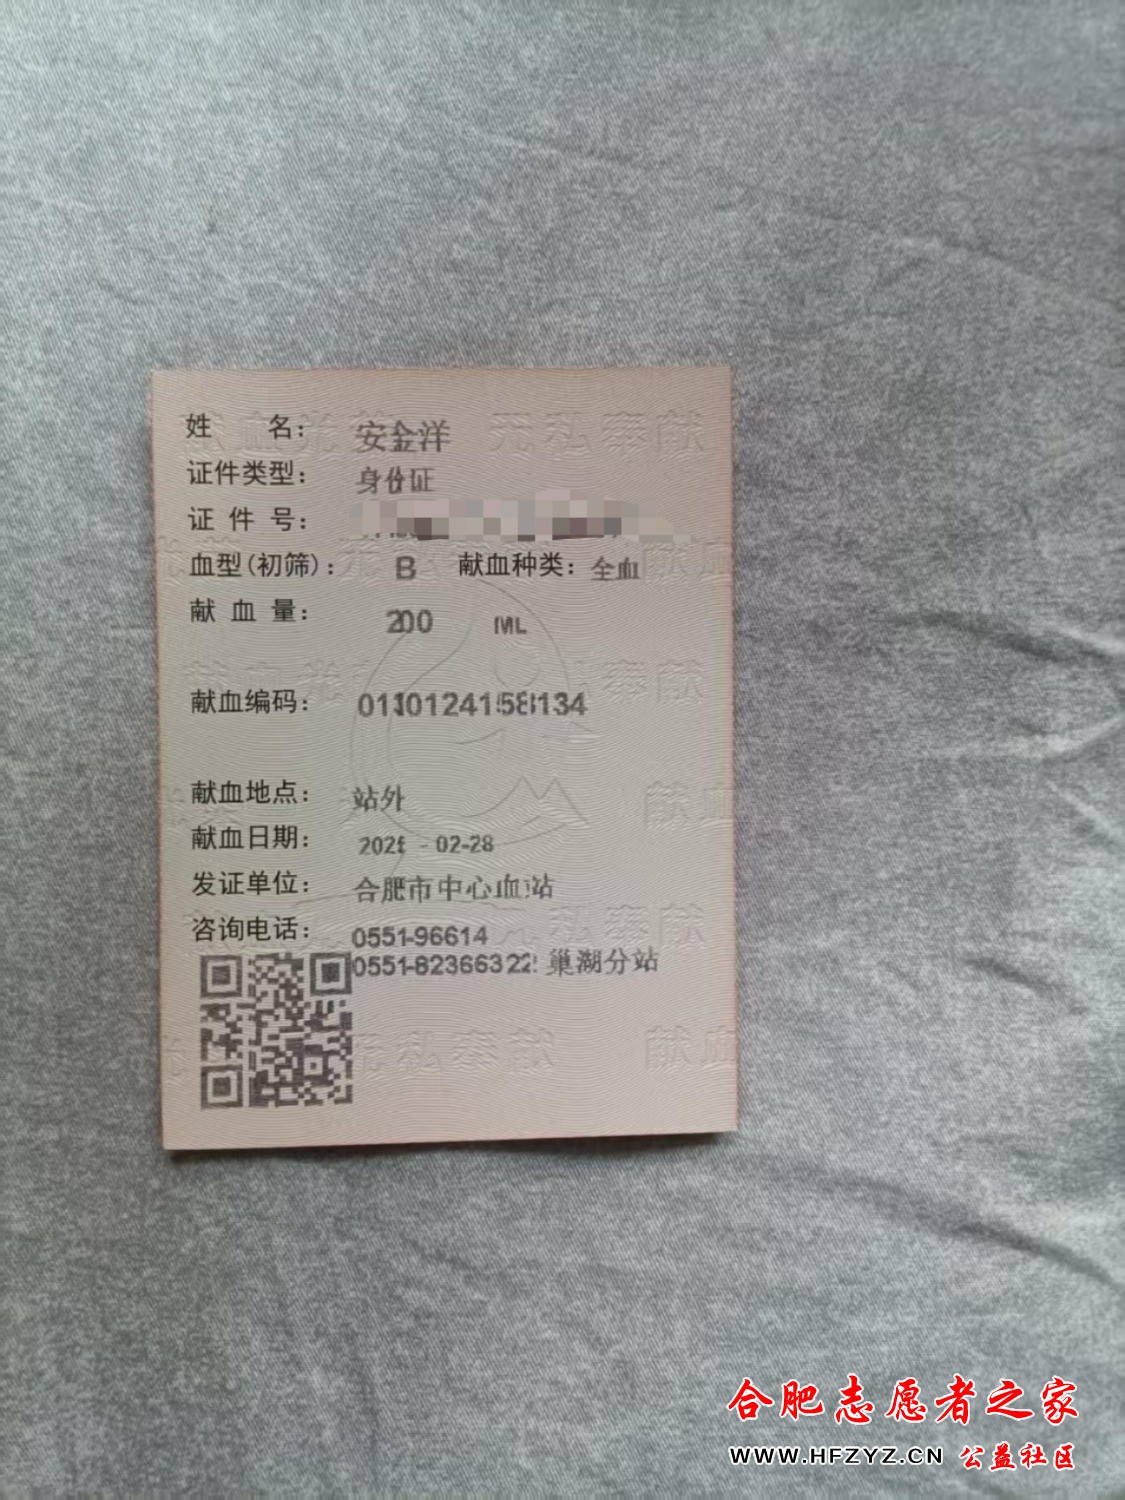 姓 名： 安金洋
证件类型： 身份证
证件号：
血型(初筛)： B 献血种类：全血
献血量： 200 ML
献血编码：
献血地点： 站外
献血日期： -02-28
发证单位： 合肥市中心血站
咨询电话： 0551-96614
0551-82366322 巢湖分站
合肥志愿者之家
WWW.HFZYZ.CN 公益社区